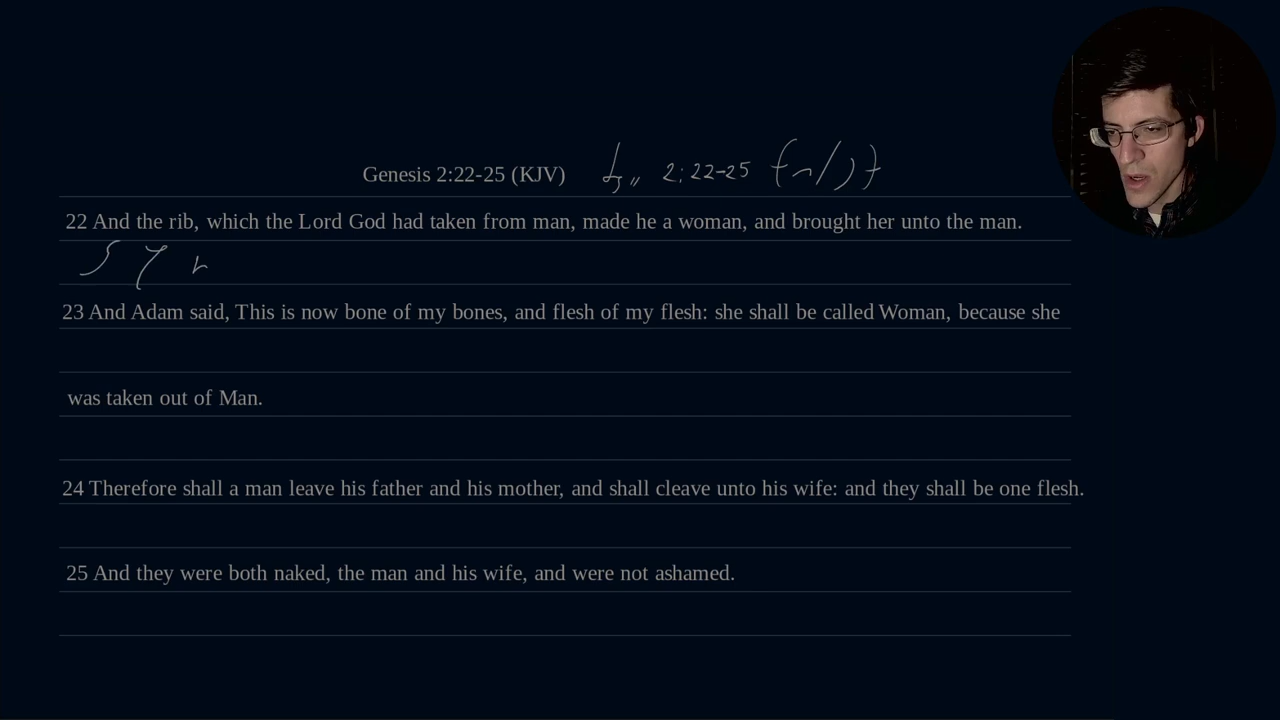 Genesis 2:22-25 (KJV) 2:22-25
22 And the rib, which the Lord God had taken from man, made he a woman, and brought her unto the man.
23 And Adam said, This is now bone of my bones, and flesh of my flesh: she shall be called Woman, because she
was taken out of Man.
24 Therefore shall a man leave his father and his mother, and shall cleave unto his wife: and they shall be one flesh.
25 And they were both naked, the man and his wife, and were not ashamed.